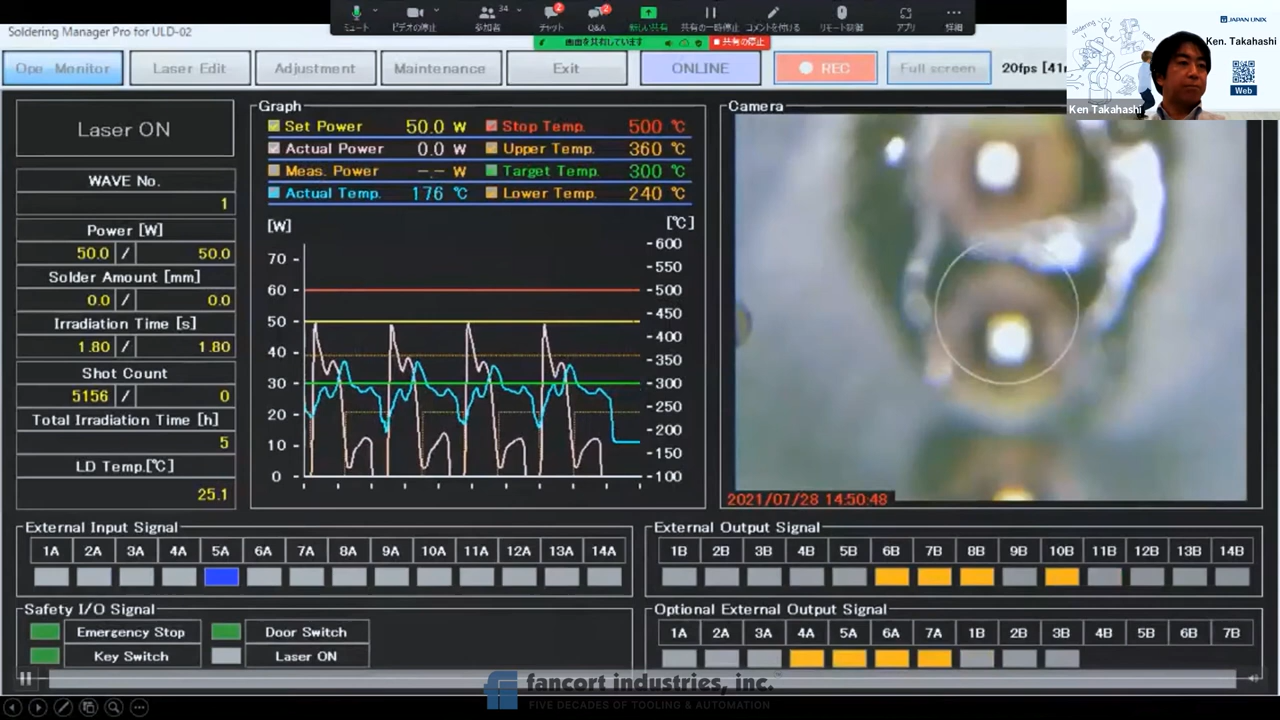 ミュート
ビデオの停止
34
参加者
2
チャット
2
Q&A
新しい共有
共有の一時停止
コメントを付ける
リモート制御
アプリ
詳細
画面を共有しています
共有の停止
Soldering Manager Pro for ULD-02
Ope. Monitor
Laser Edit
Adjustment
Maintenance
Exit
ONLINE
REC
Full screen
20fps [41m
JAPAN UNIX
Ken. Takahashi
Soldering
robot
Web
Ken Takahashi
Laser ON
WAVE No.
1
Power [W]
50.0 / 50.0
Solder Amount [mm]
0.0 / 0.0
Irradiation Time [s]
1.80 / 1.80
Shot Count
5156 / 0
Total Irradiation Time [h]
5
LD Temp.[℃]
25.1
Graph
Set Power 50.0 W Stop Temp. 500 ℃
Actual Power 0.0 W Upper Temp. 360 ℃
Meas. Power -.- W Target Temp. 300 ℃
Actual Temp. 176 ℃ Lower Temp. 240 ℃
[W] [℃]
600
70 550
60 500
50 450
400
40 350
30 300
250
20 200
10 150
0 100
Camera
2021/07/28 14:50:48
External Input Signal
1A 2A 3A 4A 5A 6A 7A 8A 9A 10A 11A 12A 13A 14A
External Output Signal
1B 2B 3B 4B 5B 6B 7B 8B 9B 10B 11B 12B 13B 14B
Safety I/O Signal
Emergency Stop Door Switch
Key Switch Laser ON
Optional External Output Signal
1A 2A 3A 4A 5A 6A 7A 1B 2B 3B 4B 5B 6B 7B
fancort industries, inc.
FIVE DECADES OF TOOLING & AUTOMATION